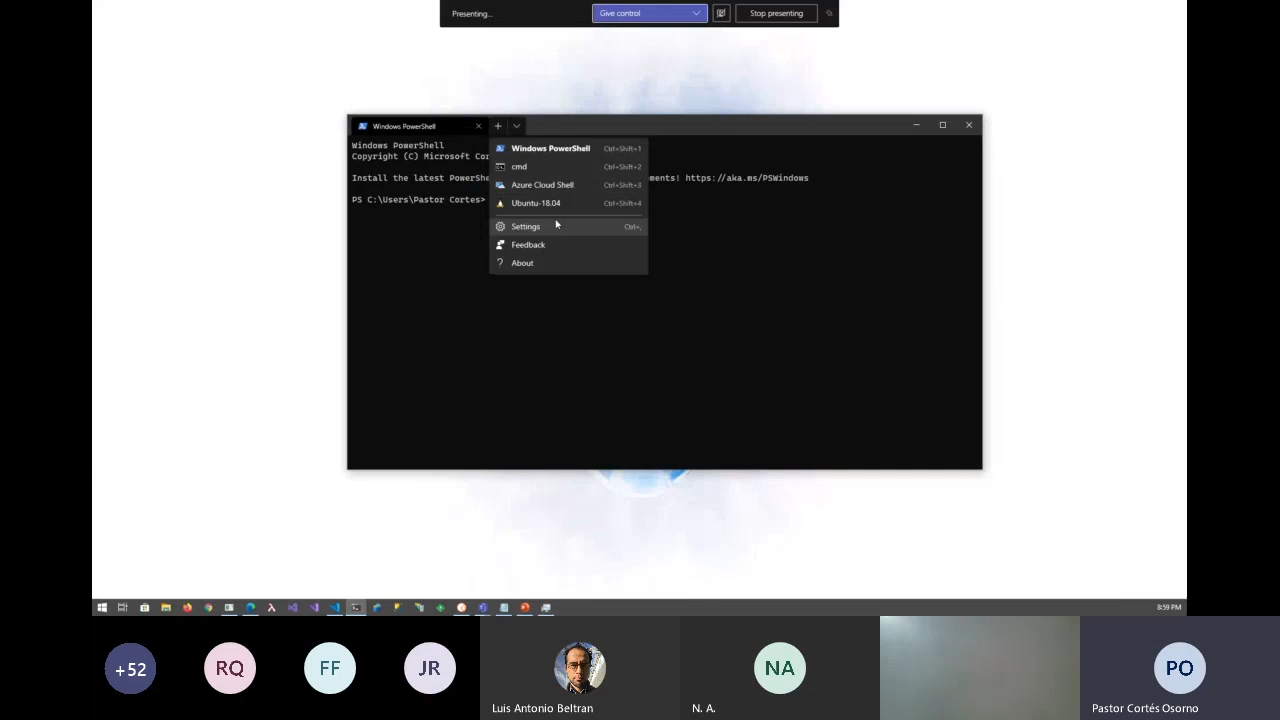 Presenting...
Give control
Stop presenting
Windows PowerShell
Windows PowerShell
Copyright (C) Microsoft Cor
Install the latest PowerShe
ments! https://aka.ms/PSWindows
PS C:\Users\Pastor Cortes>
Windows PowerShell Ctrl+Shift+1
cmd Ctrl+Shift+2
Azure Cloud Shell Ctrl+Shift+3
Ubuntu-18.04 Ctrl+Shift+4
Settings Ctrl+,
Feedback
About
8:59 PM
+52
RQ
FF
JR
Luis Antonio Beltran
NA
N. A.
PO
Pastor Cortés Osorno